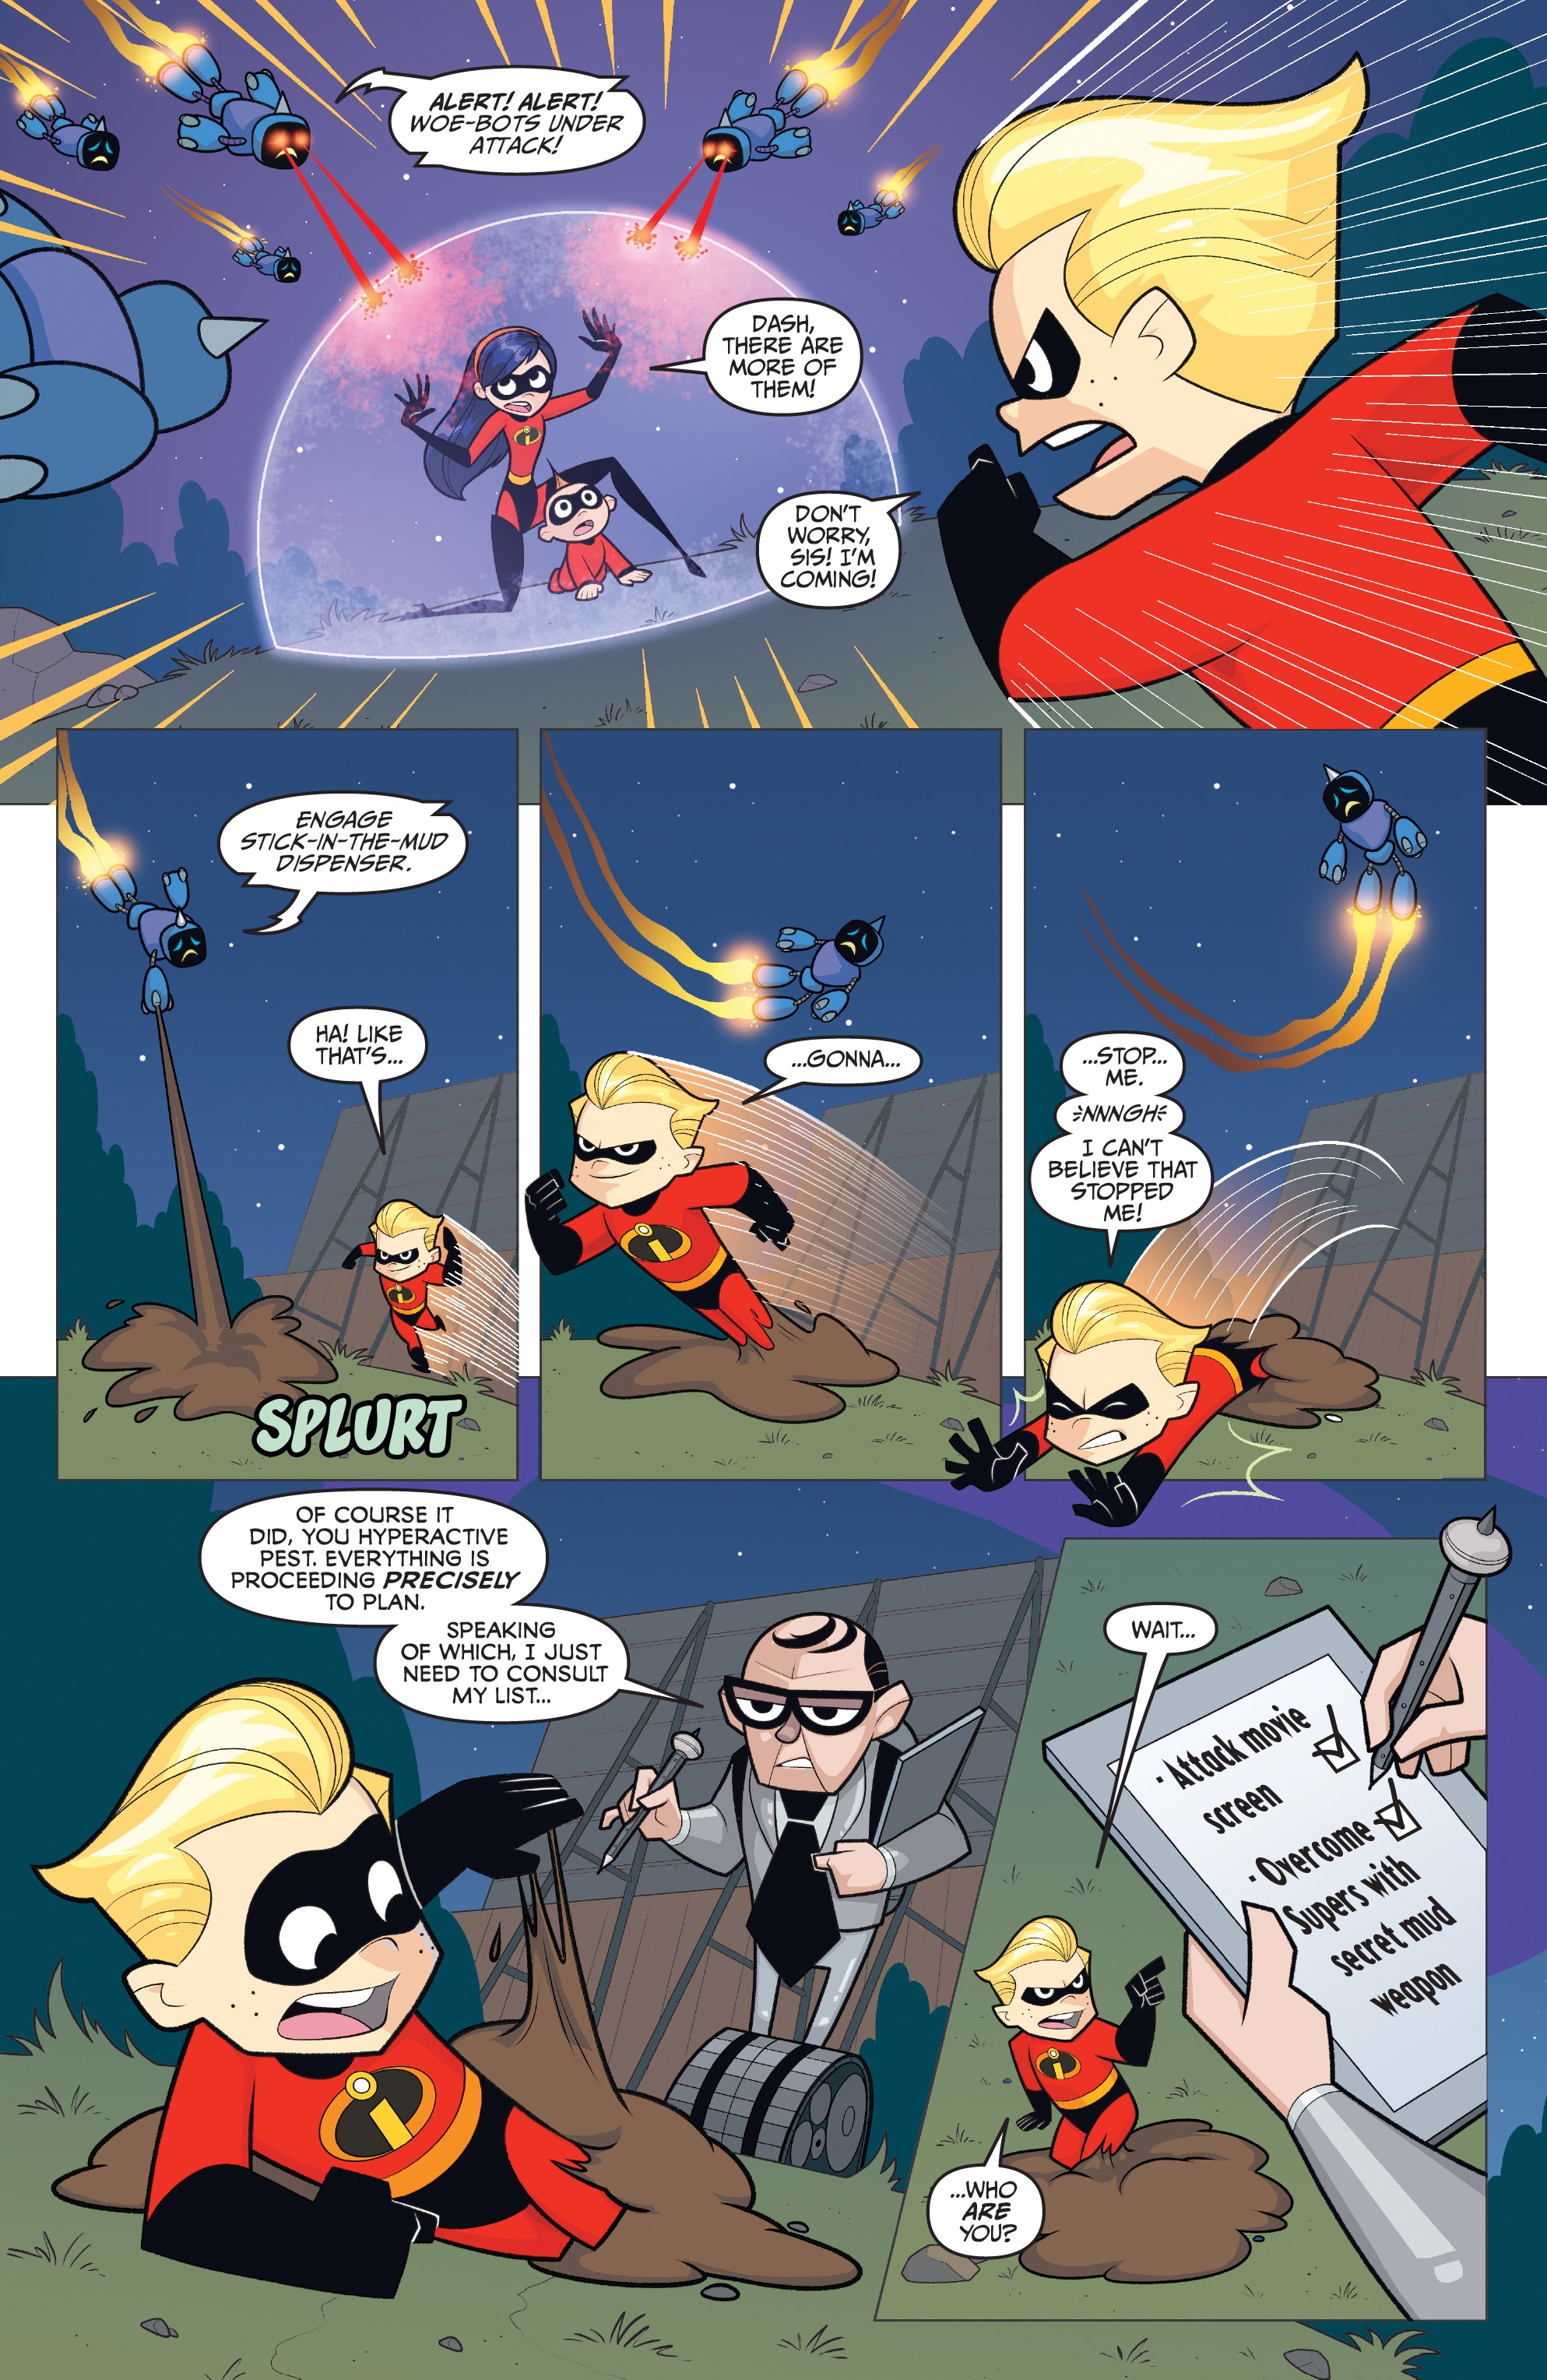 ALERT! ALERT!
WOE-BOTS UNDER
ATTACK!
DASH,
THERE ARE
MORE OF
THEM!
DON'T
WORRY,
SIS! I'M
COMING!
ENGAGE
STICK-IN-THE-MUD
DISPENSER.
HA! LIKE
THAT'S...
SPLURT
...GONNA...
...STOP...
ME.
NNNGH
I CAN'T
BELIEVE THAT
STOPPED
ME!
OF COURSE IT
DID, YOU HYPERACTIVE
PEST. EVERYTHING IS
PROCEEDING PRECISELY
TO PLAN.
SPEAKING
OF WHICH, I JUST
NEED TO CONSULT
MY LIST...
WAIT...
· Attack movie
screen
· Overcome
Supers with
secret mud
weapon
...WHO
ARE
YOU?